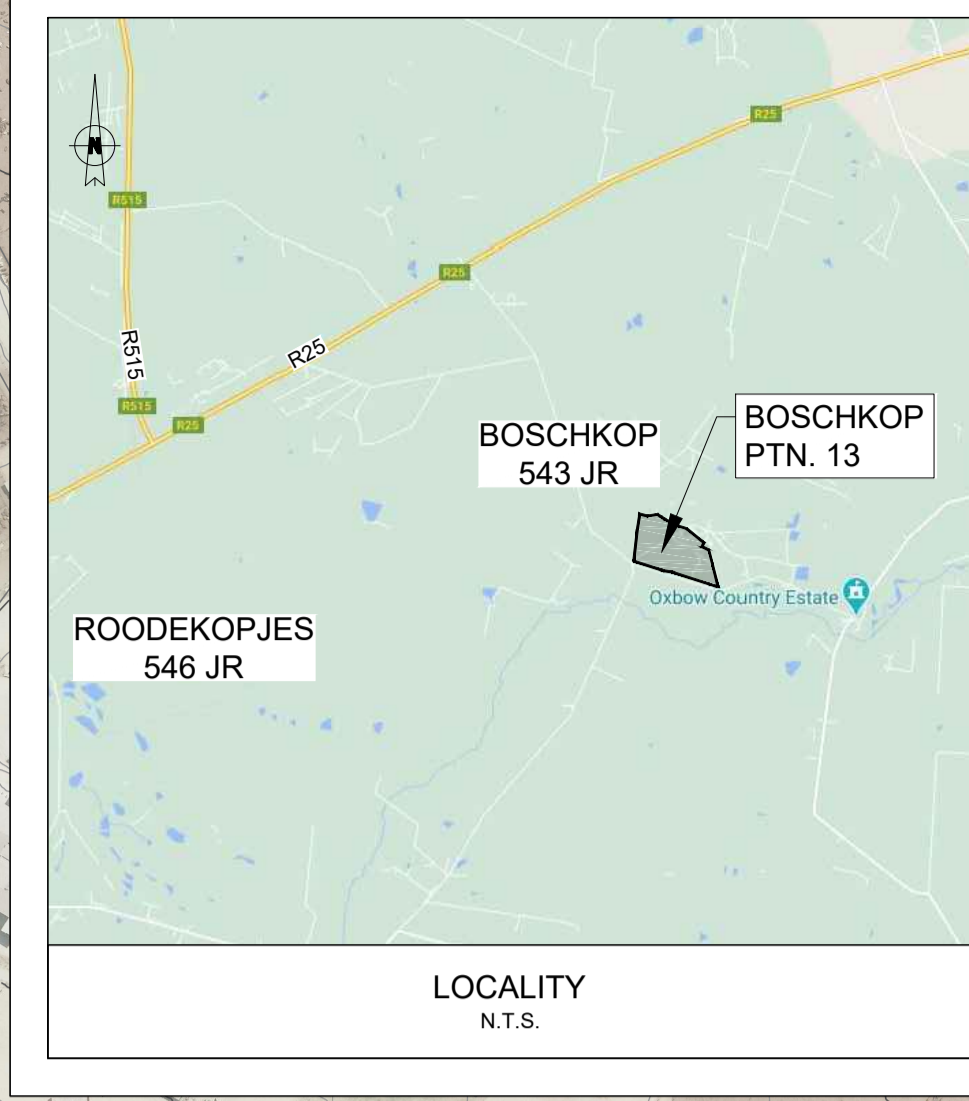 R25
N
R515
R25
R515
R25
R515
R25
BOSCHKOP
543 JR
BOSCHKOP
PTN. 13
Oxbow Country Estate
ROODEKOPJES
546 JR
LOCALITY
N.T.S.